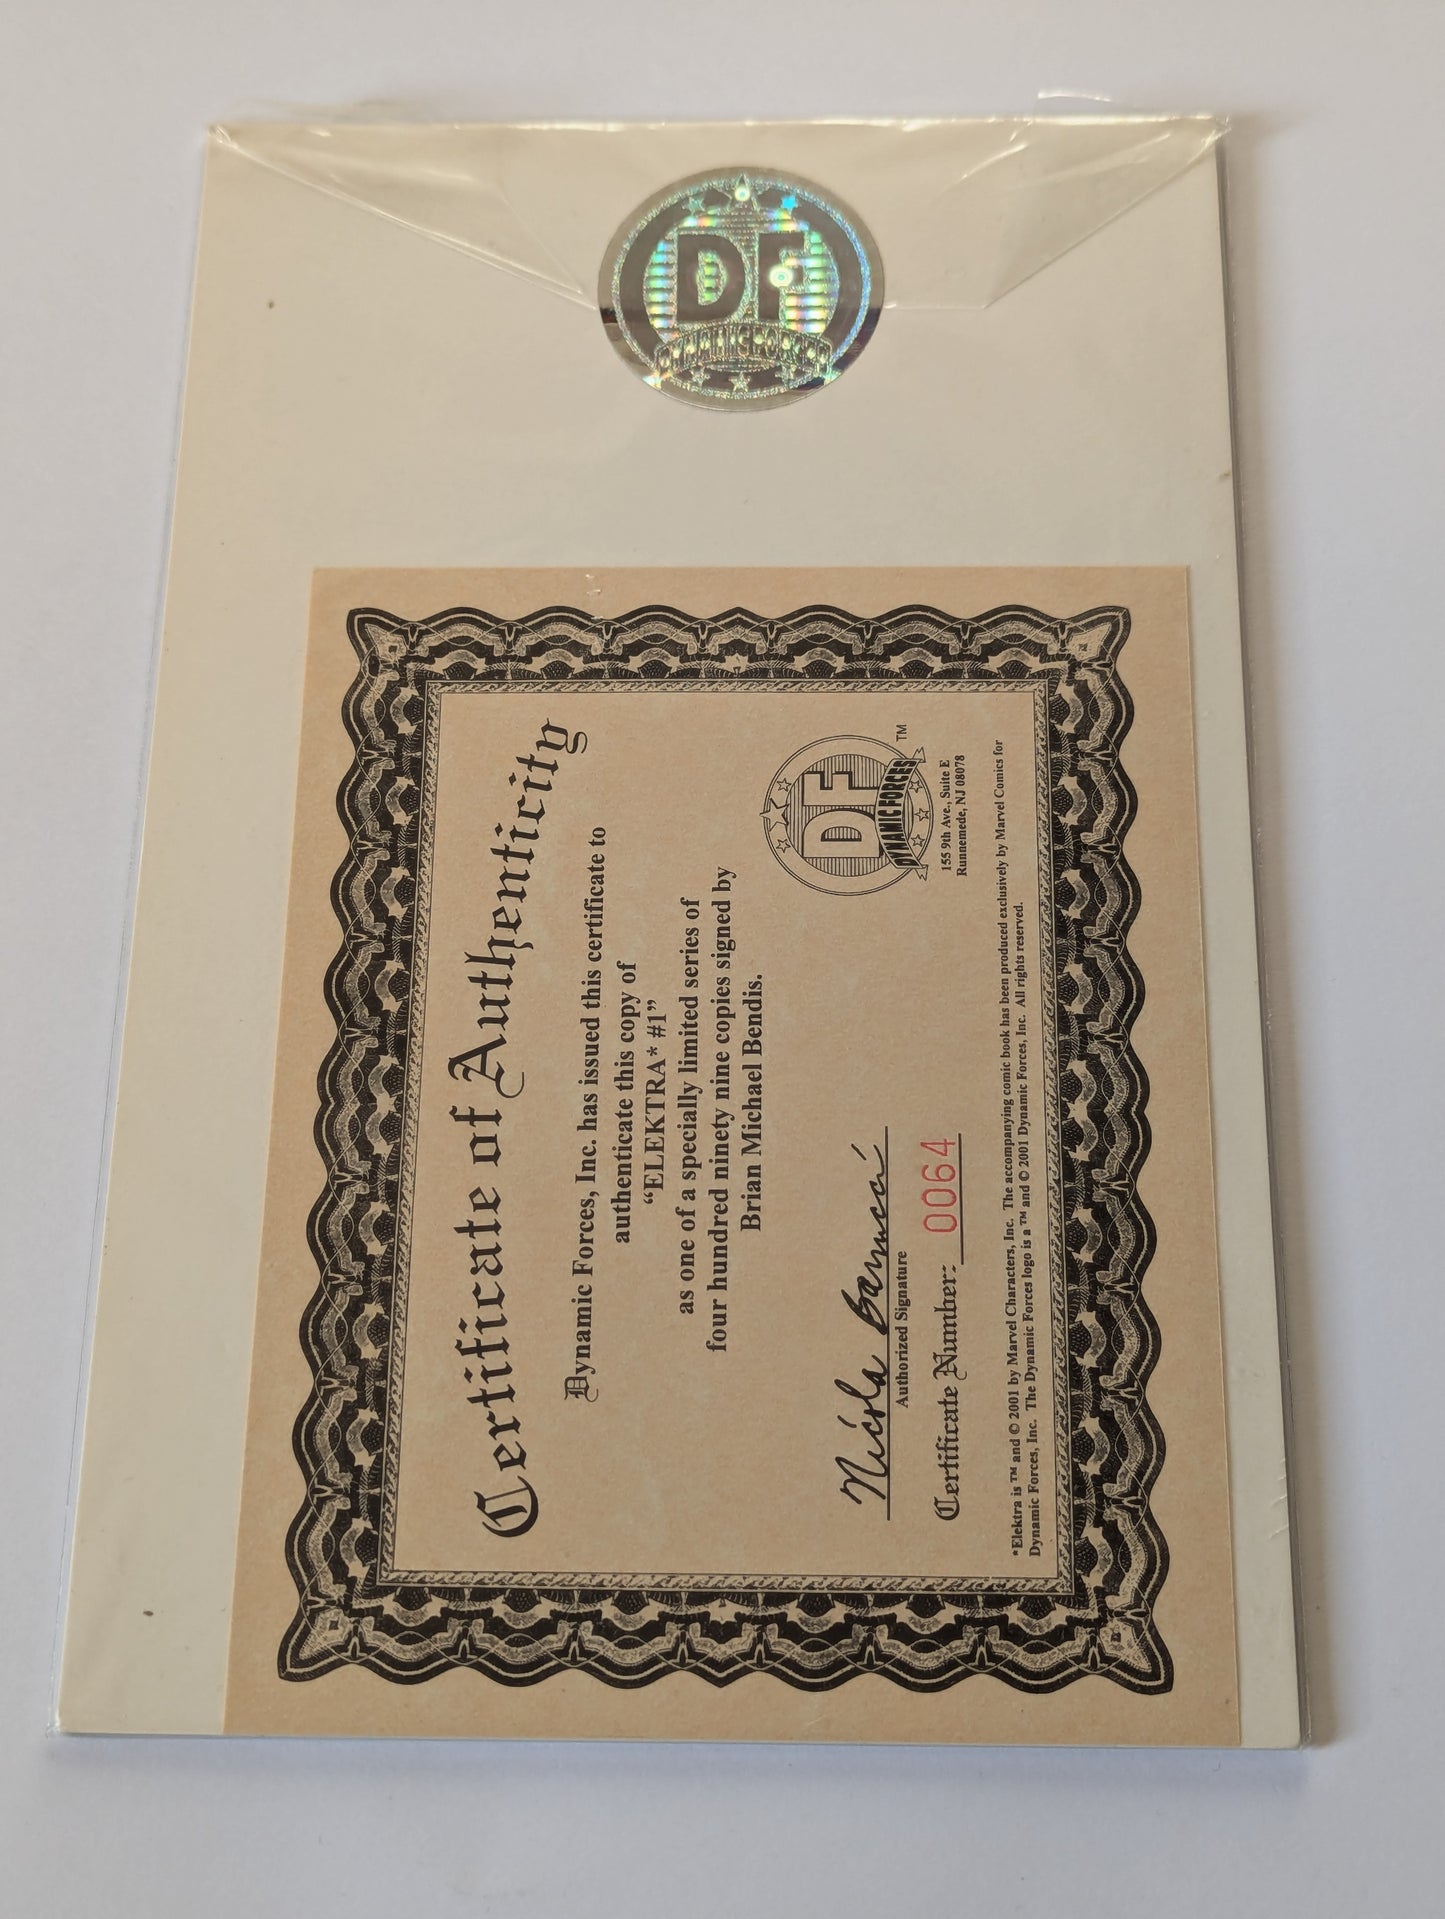 DF
DYNAMIC FORCES
Certificate of Authenticity
Dynamic Forces, Inc. has issued this certificate to
authenticate this copy of
“ELEKTRA* #1”
as one of a specially limited series of
four hundred ninety nine copies signed by
Brian Michael Bendis.
DF
DYNAMIC FORCES
TM
155 9th Ave., Suite E
Runnemede, NJ 08078
Nicola Barrucci
Authorized Signature
Certificate Number: 0064
*Elektra is ™ and © 2001 by Marvel Characters, Inc. The accompanying comic book has been produced exclusively by Marvel Comics for
Dynamic Forces, Inc. The Dynamic Forces logo is a ™ and © 2001 Dynamic Forces, Inc. All rights reserved.